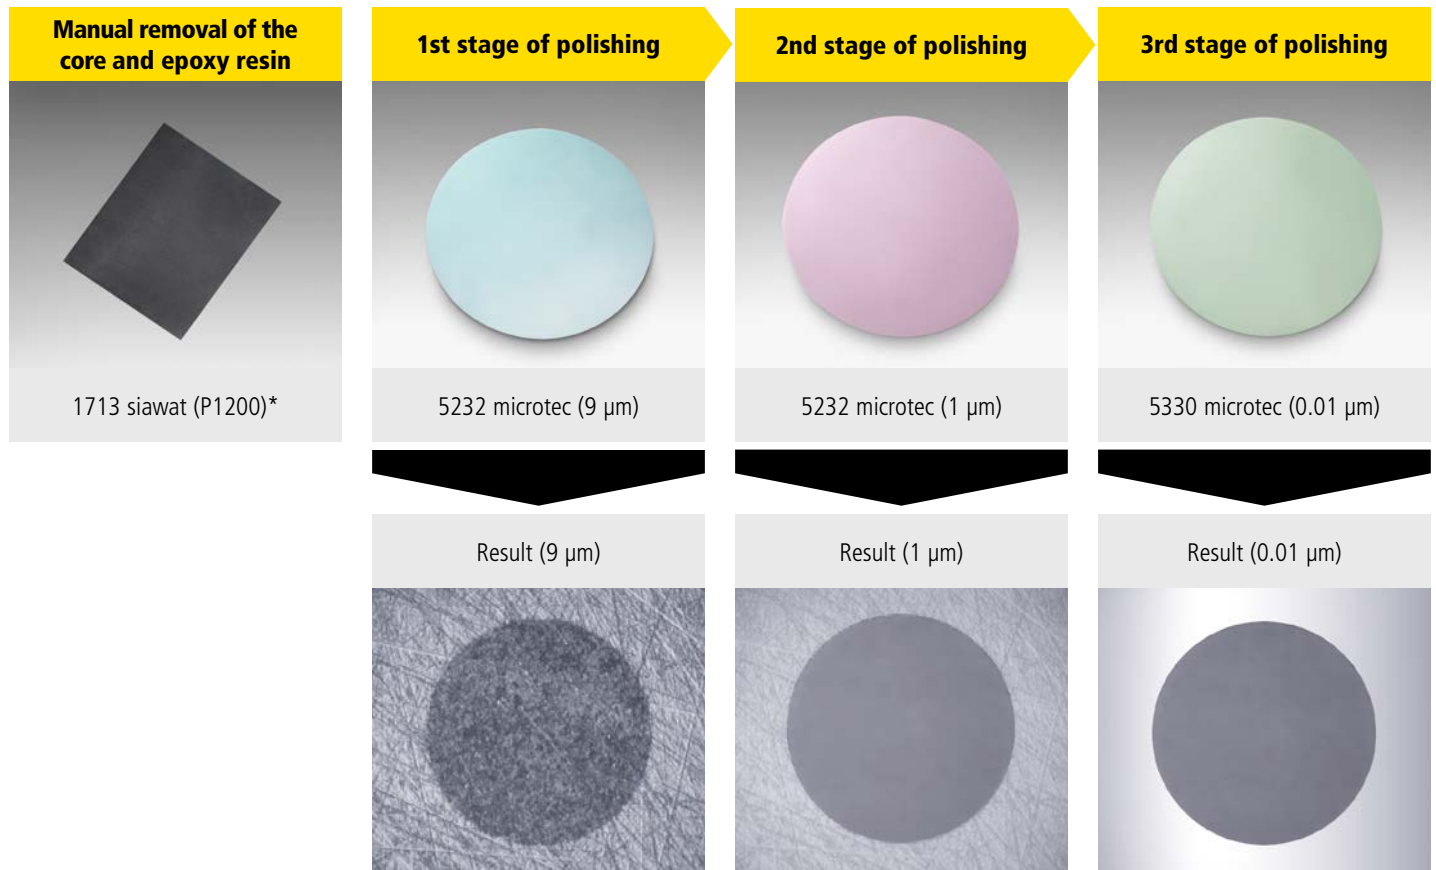 Manual removal of the
core and epoxy resin
1st stage of polishing
2nd stage of polishing
3rd stage of polishing
1713 siawat (P1200)*
5232 microtec (9 µm)
5232 microtec (1 µm)
5330 microtec (0.01 µm)
Result (9 µm)
Result (1 µm)
Result (0.01 µm)